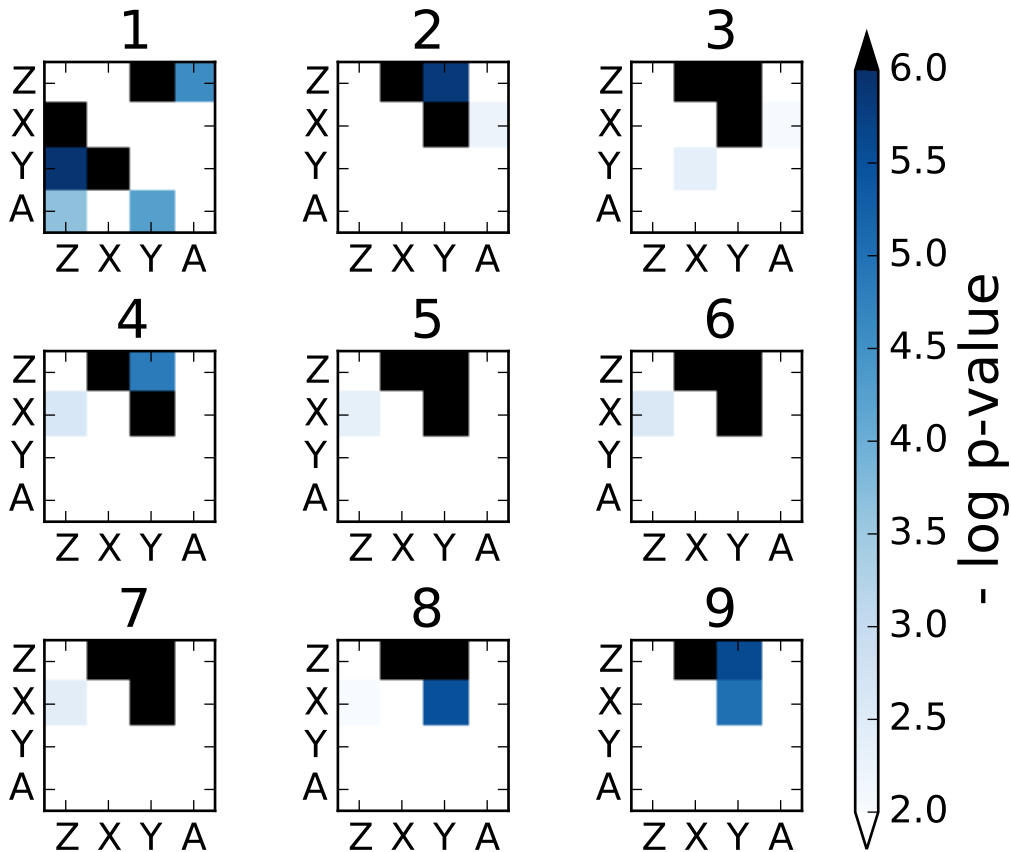 1 2 3
Z Z Z
X X X
Y Y Y
A A A
Z X Y A Z X Y A Z X Y A
4 5 6
Z Z Z
X X X
Y Y Y
A A A
Z X Y A Z X Y A Z X Y A
7 8 9
Z Z Z
X X X
Y Y Y
A A A
Z X Y A Z X Y A Z X Y A
6.0
5.5
5.0
4.5
4.0
3.5
3.0
2.5
2.0
- log p-value